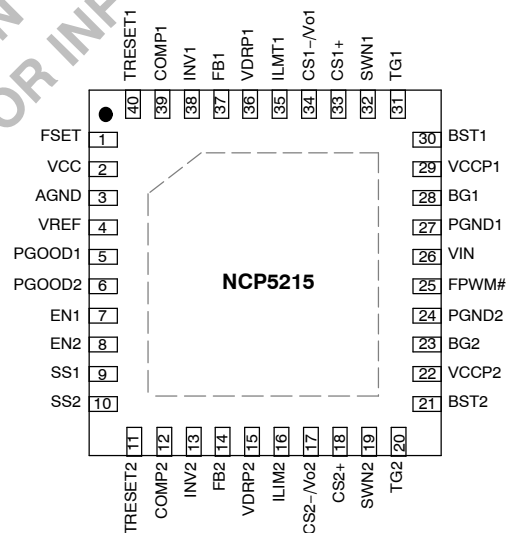 TRESET1
COMP1
INV1
FB1
VDRP1
ILMT1
CS1-/Vo1
CS1+
SWN1
TG1
40
39
38
37
36
35
34
33
32
31
FSET 1
VCC 2
AGND 3
VREF 4
PGOOD1 5
PGOOD2 6
EN1 7
EN2 8
SS1 9
SS2 10
NCP5215
30 BST1
29 VCCP1
28 BG1
27 PGND1
26 VIN
25 FPWM#
24 PGND2
23 BG2
22 VCCP2
21 BST2
11
12
13
14
15
16
17
18
19
20
TRESET2
COMP2
INV2
FB2
VDRP2
ILIM2
CS2-/Vo2
CS2+
SWN2
TG2